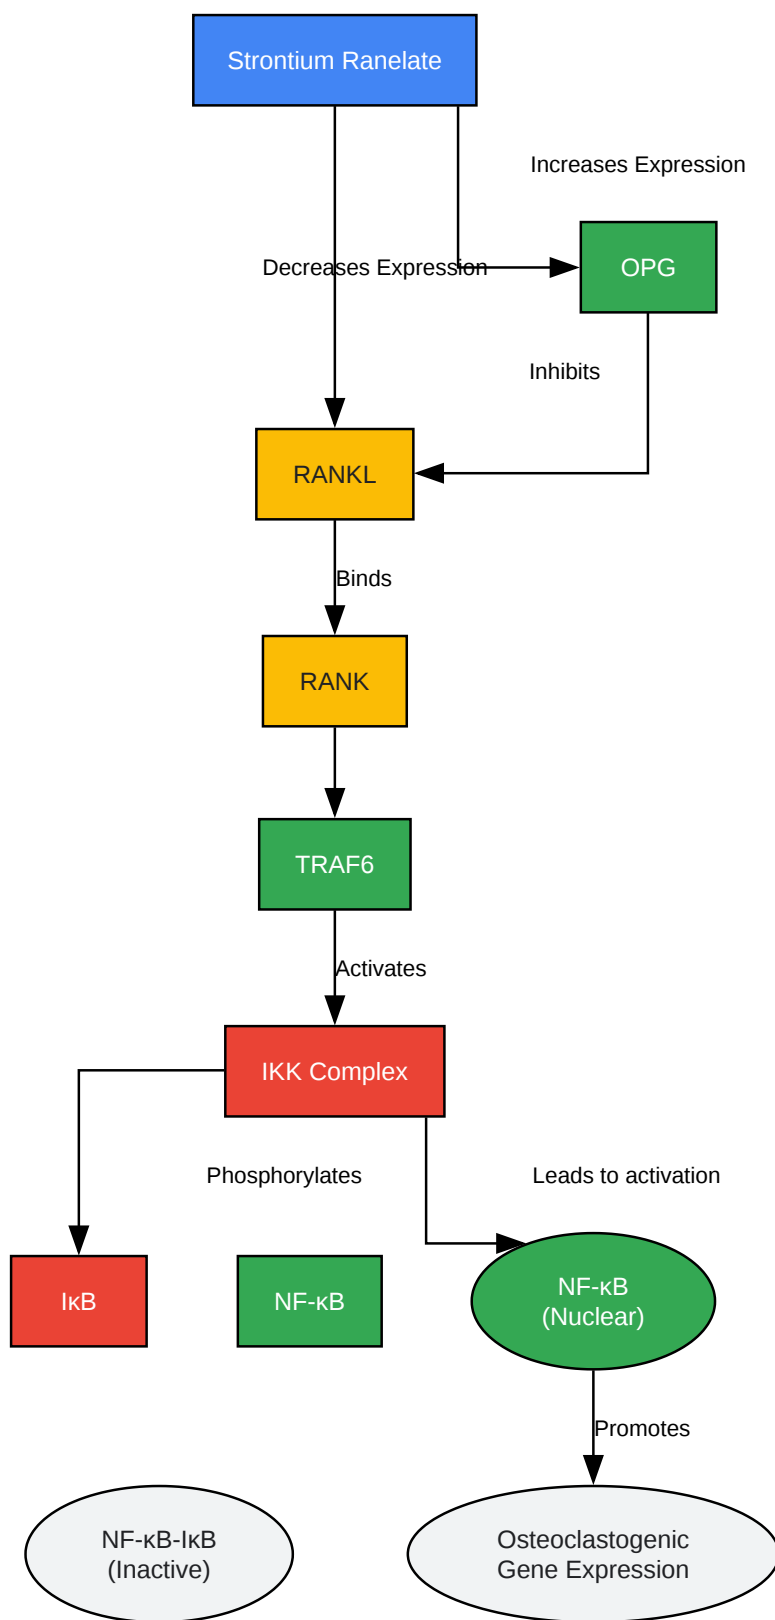 Strontium Ranelate
Increases Expression
Decreases Expression
OPG
Inhibits
RANKL
Binds
RANK
TRAF6
Activates
IKK Complex
Phosphorylates
Leads to activation
IκB
NF-κB
NF-κB
(Nuclear)
Promotes
NF-κB-IκB
(Inactive)
Osteoclastogenic
Gene Expression